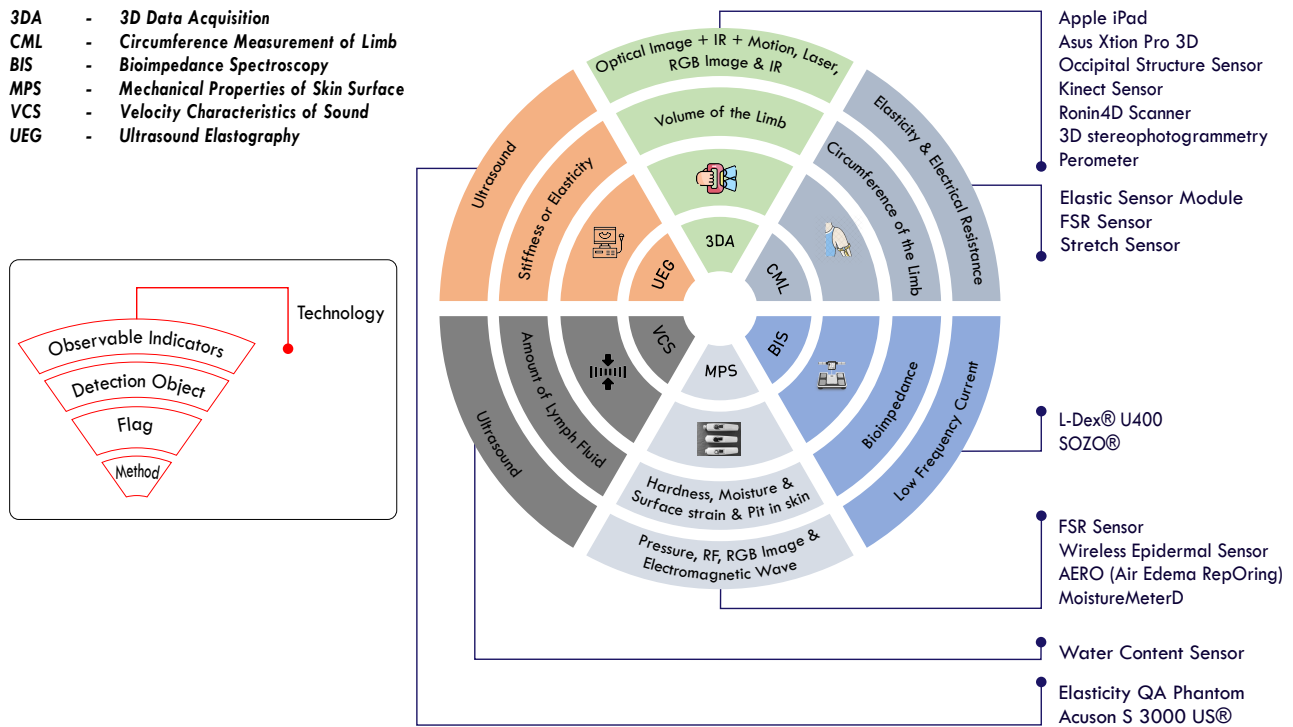 3DA - 3D Data Acquisition
CML - Circumference Measurement of Limb
BIS - Bioimpedance Spectroscopy
MPS - Mechanical Properties of Skin Surface
VCS - Velocity Characteristics of Sound
UEG - Ultrasound Elastography
Technology
Observable Indicators
Detection Object
Flag
Method
Optical Image + IR + Motion, Laser,
RGB Image & IR
Volume of the Limb
3DA
Elasticity & Electrical Resistance
Circumference of the Limb
CML
Low Frequency Current
Bioimpedance
BIS
MPS
Hardness, Moisture &
Surface strain & Pit in skin
Pressure, RF, RGB Image &
Electromagnetic Wave
Ultrasound
Amount of Lymph Fluid
VCS
Ultrasound
Stiffness or Elasticity
UEG
Apple iPad
Asus Xtion Pro 3D
Occipital Structure Sensor
Kinect Sensor
Ronin4D Scanner
3D stereophotogrammetry
Perometer
Elastic Sensor Module
FSR Sensor
Stretch Sensor
L-Dex® U400
SOZO®
FSR Sensor
Wireless Epidermal Sensor
AERO (Air Edema RepOring)
MoistureMeterD
Water Content Sensor
Elasticity QA Phantom
Acuson S 3000 US®